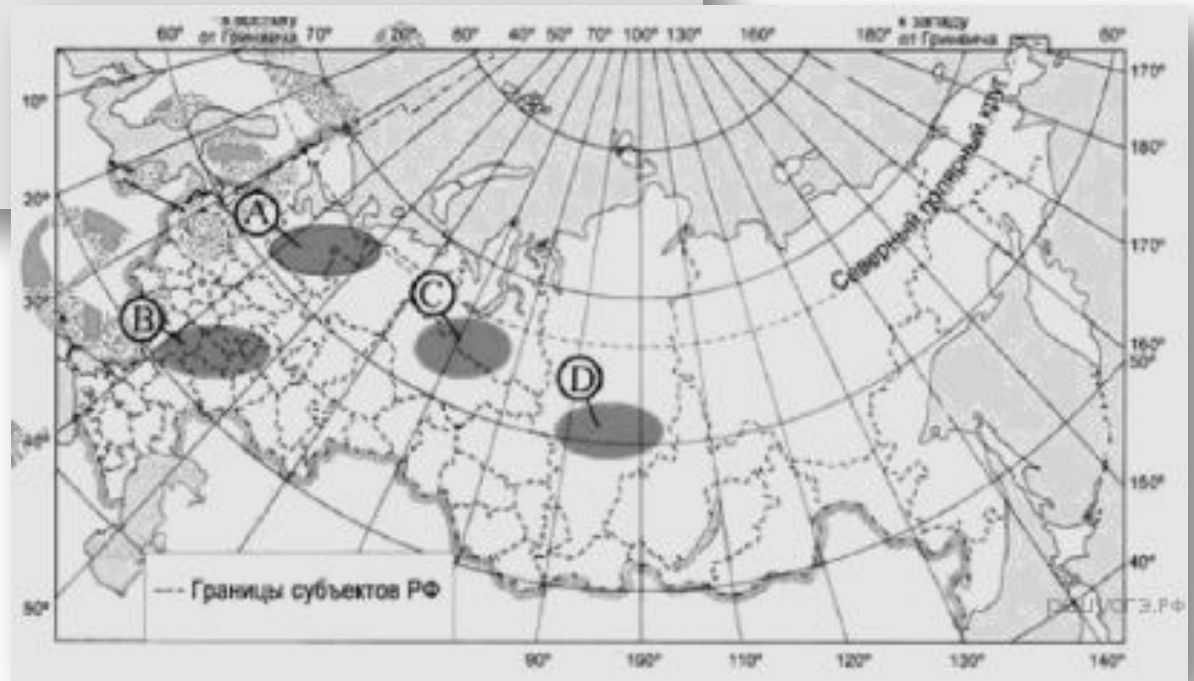 к востоку
от Гринвича
60° 70° 20° 80° 40° 50° 70° 100° 130° 160° 180°
к западу
от Гринвича
60°
10°
170°
180°
20°
170°
30°
160°
50°
150°
40°
50°
A
B
C
D
Северный полярный круг
--- Границы субъектов РФ
90° 100° 110° 120° 130° 140°